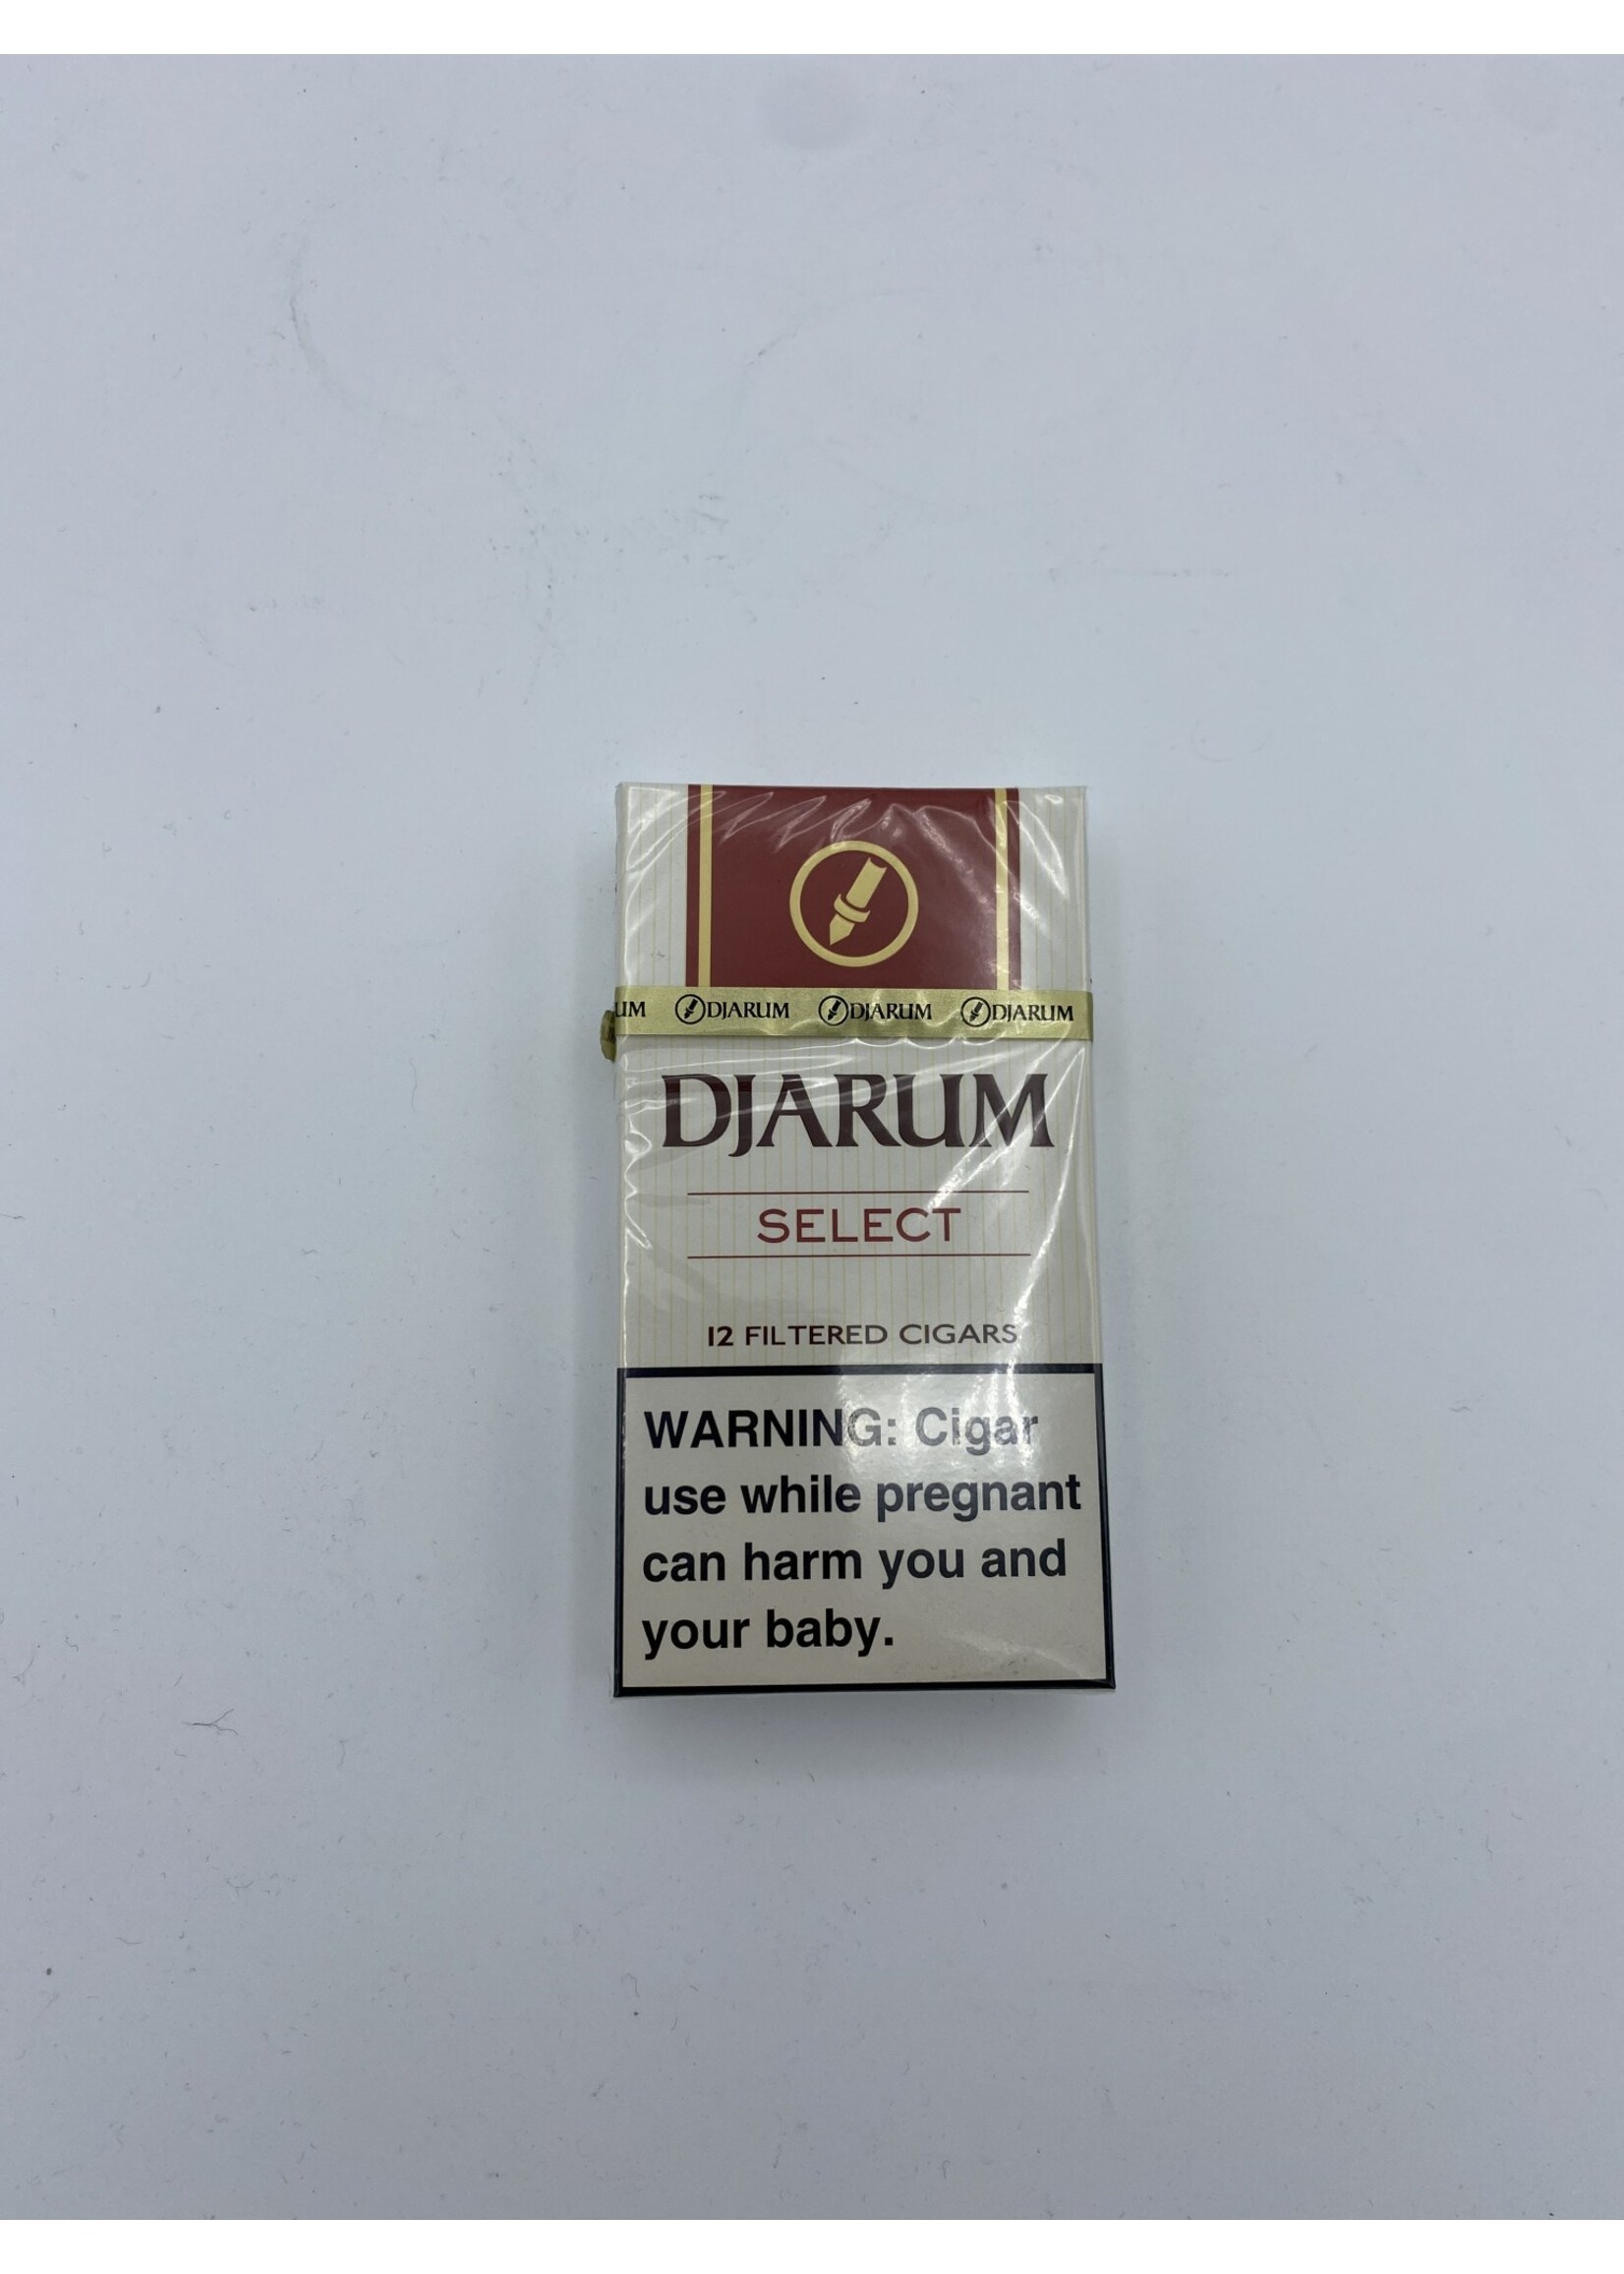 UM DJARUM DJARUM DJARUM
DJARUM
SELECT
12 FILTERED CIGARS
WARNING: Cigar
use while pregnant
can harm you and
your baby.